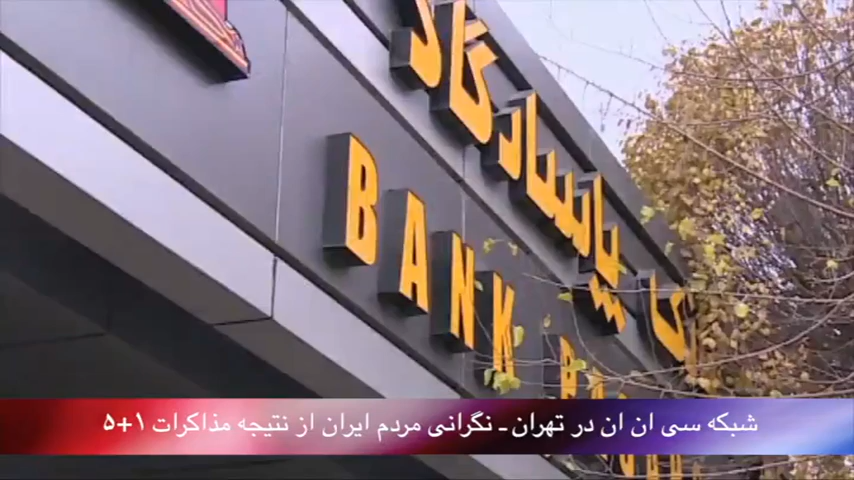 ک پاسارگاد
BANK
شبکه سی ان ان در تهران ـ نگرانی مردم ایران از نتیجه مذاکرات ۱+۵